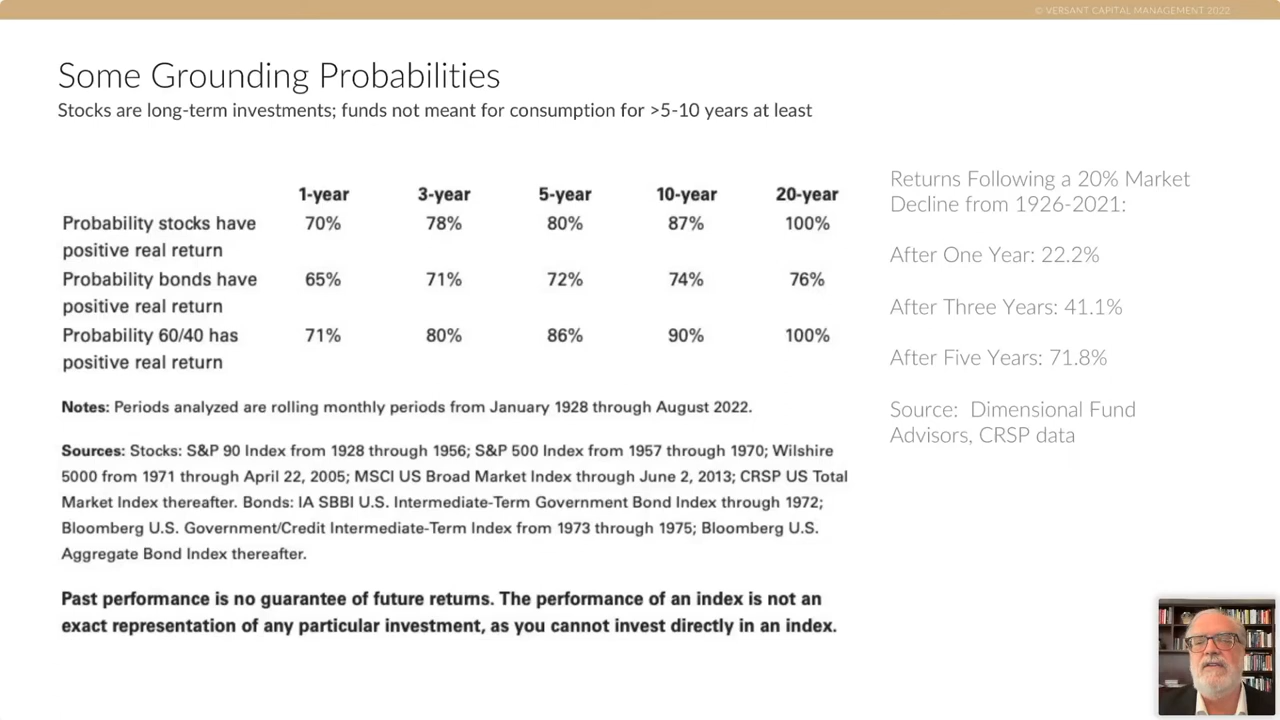 © VERSANT CAPITAL MANAGEMENT 2022
Some Grounding Probabilities
Stocks are long-term investments; funds not meant for consumption for >5-10 years at least
1-year 3-year 5-year 10-year 20-year
Probability stocks have 70% 78% 80% 87% 100%
positive real return
Probability bonds have 65% 71% 72% 74% 76%
positive real return
Probability 60/40 has 71% 80% 86% 90% 100%
positive real return
Notes: Periods analyzed are rolling monthly periods from January 1928 through August 2022.
Sources: Stocks: S&P 90 Index from 1928 through 1956; S&P 500 Index from 1957 through 1970; Wilshire
5000 from 1971 through April 22, 2005; MSCI US Broad Market Index through June 2, 2013; CRSP US Total
Market Index thereafter. Bonds: IA SBBI U.S. Intermediate-Term Government Bond Index through 1972;
Bloomberg U.S. Government/Credit Intermediate-Term Index from 1973 through 1975; Bloomberg U.S.
Aggregate Bond Index thereafter.
Past performance is no guarantee of future returns. The performance of an index is not an
exact representation of any particular investment, as you cannot invest directly in an index.
Returns Following a 20% Market
Decline from 1926-2021:
After One Year: 22.2%
After Three Years: 41.1%
After Five Years: 71.8%
Source: Dimensional Fund
Advisors, CRSP data